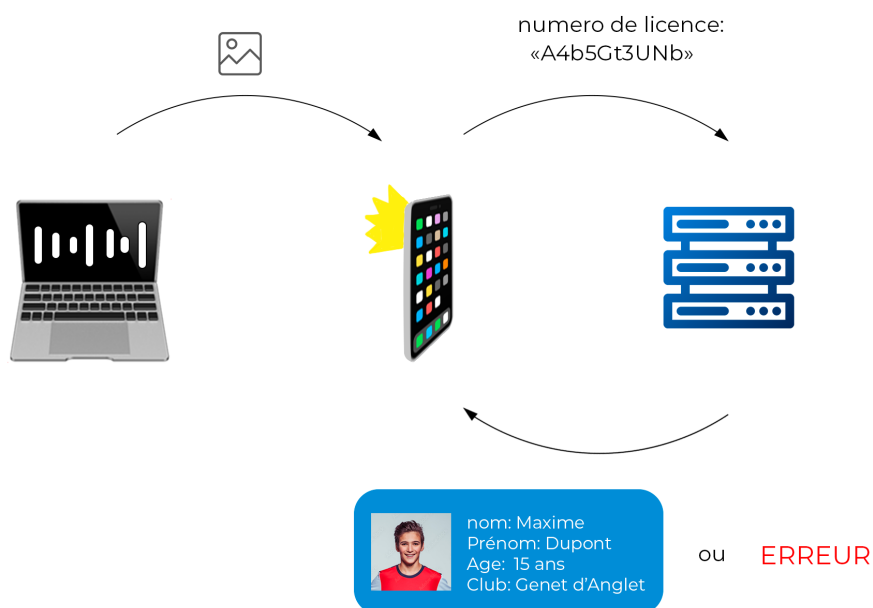 numero de licence:
«A4b5Gt3UNb»
nom: Maxime
Prénom: Dupont
Age: 15 ans
Club: Genet d’Anglet
ou
ERREUR